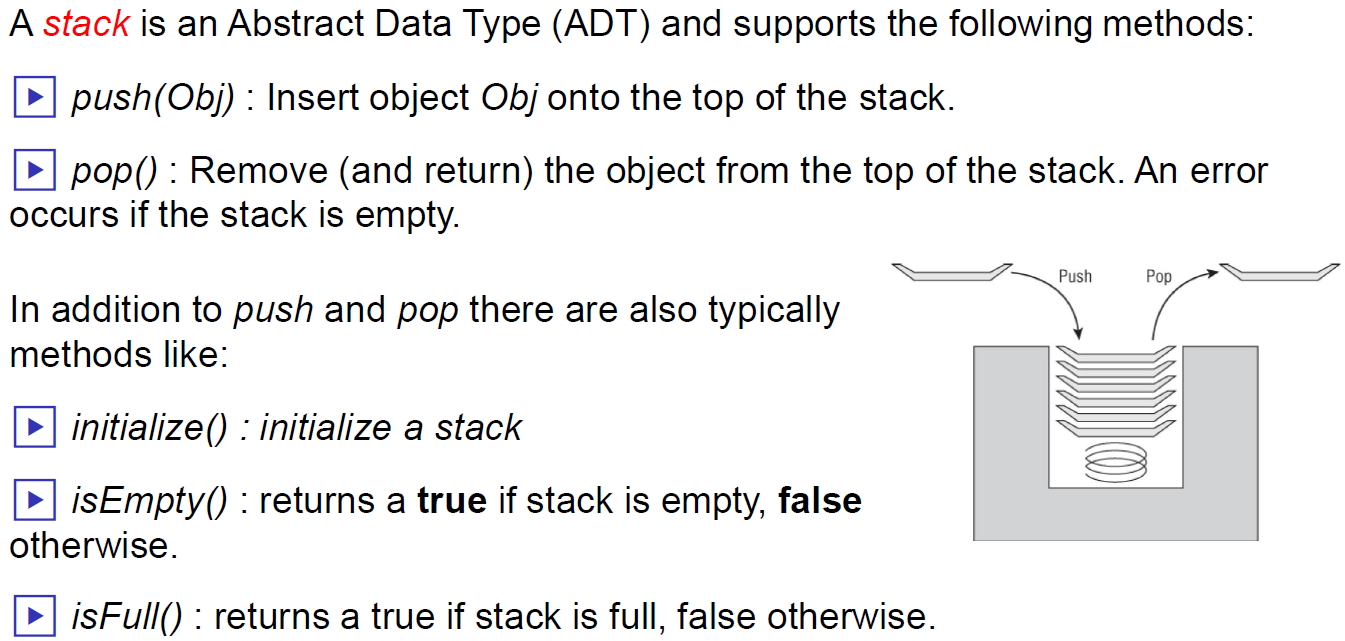 A stack is an Abstract Data Type (ADT) and supports the following methods:
push(Obj) : Insert object Obj onto the top of the stack.
pop() : Remove (and return) the object from the top of the stack. An error
occurs if the stack is empty.
Push Pop
In addition to push and pop there are also typically
methods like:
initialize() : initialize a stack
isEmpty() : returns a true if stack is empty, false
otherwise.
isFull() : returns a true if stack is full, false otherwise.